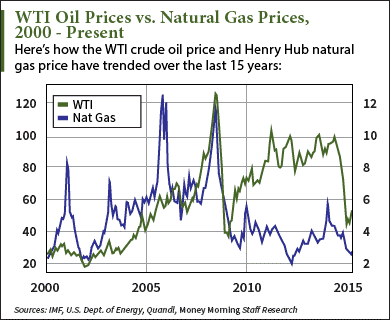 WTI Oil Prices vs. Natural Gas Prices,
2000 - Present
Here's how the WTI crude oil price and Henry Hub natural
gas price have trended over the last 15 years:
WTI
Nat Gas
120
100
80
60
40
20
12
10
8
6
4
2
2000
2005
2010
2015
Sources: IMF, U.S. Dept. of Energy, Quandl, Money Morning Staff Research